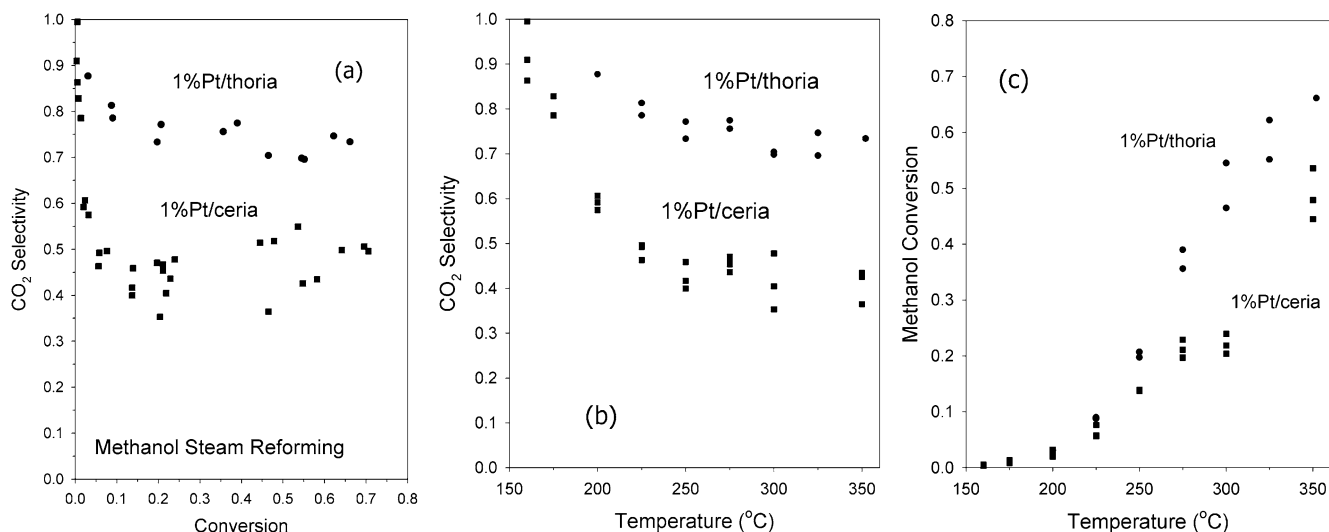 1.0
0.9
0.8
0.7
0.6
0.5
0.4
0.3
0.2
0.1
0.0
CO₂ Selectivity
(a)
1%Pt/thoria
1%Pt/ceria
Methanol Steam Reforming
0.0 0.1 0.2 0.3 0.4 0.5 0.6 0.7 0.8
Conversion
1.0
0.9
0.8
0.7
0.6
0.5
0.4
0.3
0.2
0.1
0.0
CO₂ Selectivity
1%Pt/thoria
1%Pt/ceria
(b)
150 200 250 300 350
Temperature (°C)
0.8
0.7
0.6
0.5
0.4
0.3
0.2
0.1
0.0
Methanol Conversion
(c)
1%Pt/thoria
1%Pt/ceria
150 200 250 300 350
Temperature (°C)